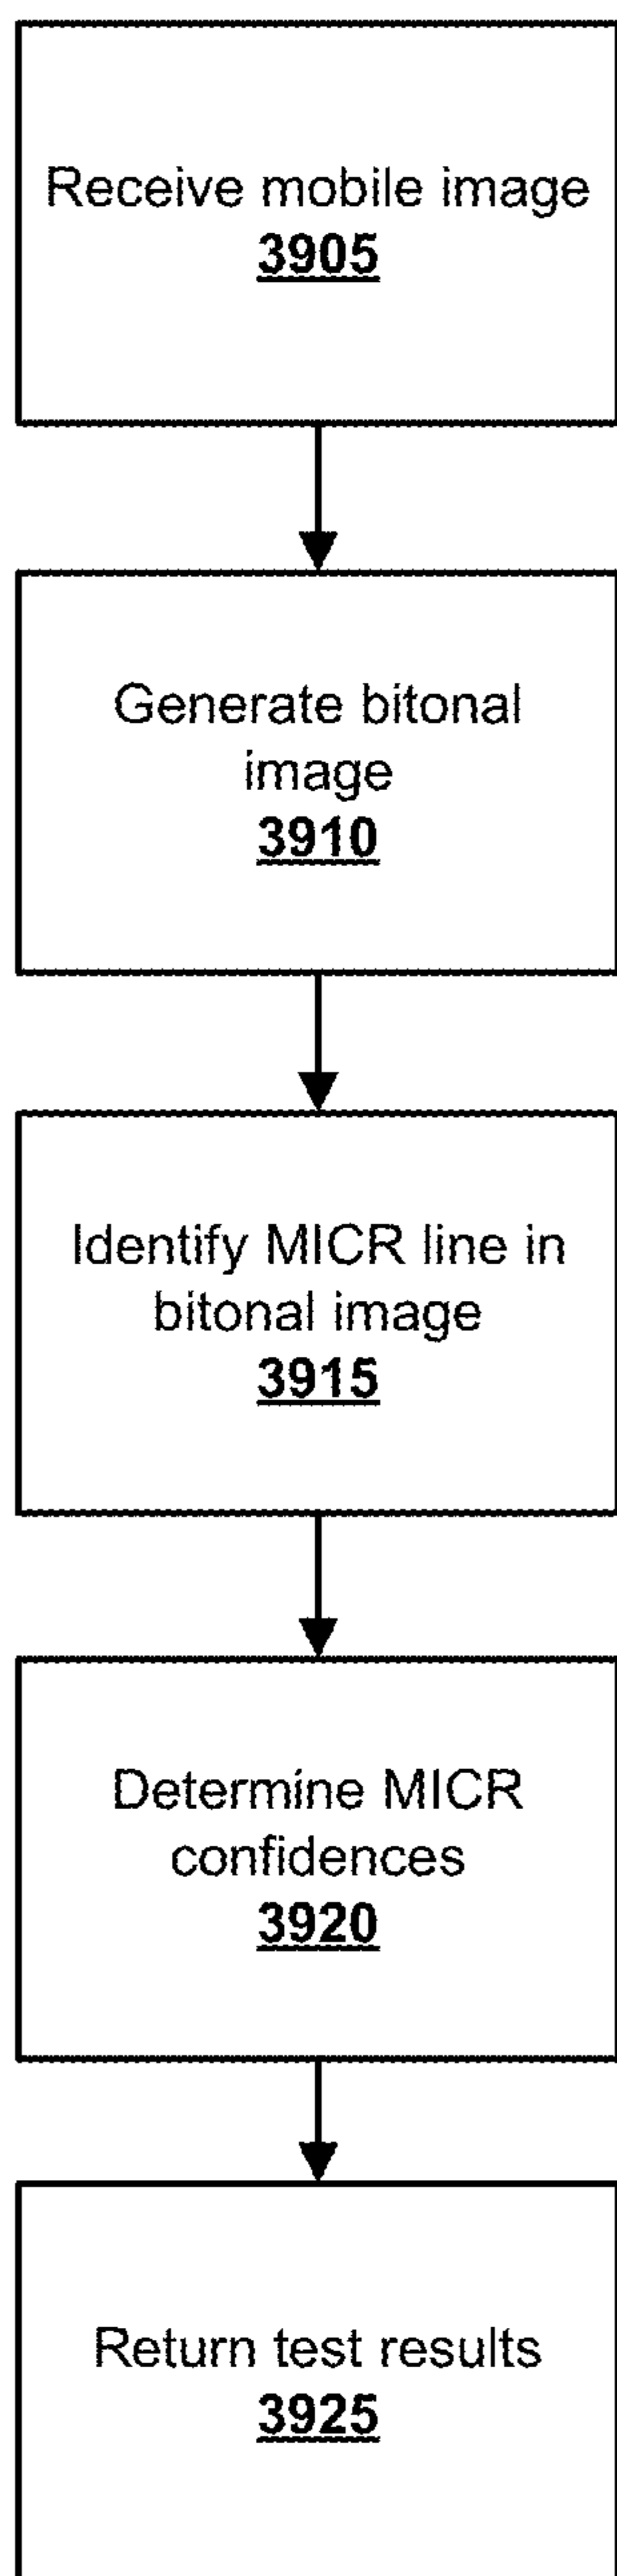 Receive mobile image
3905
Generate bitonal
image
3910
Identify MICR line in
bitonal image
3915
Determine MICR
confidences
3920
Return test results
3925